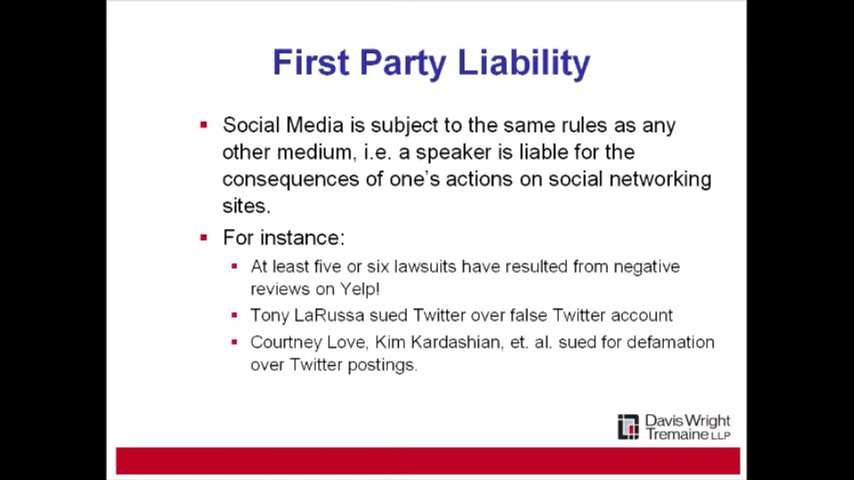 First Party Liability
Social Media is subject to the same rules as any
other medium, i.e. a speaker is liable for the
consequences of one's actions on social networking
sites.
For instance:
At least five or six lawsuits have resulted from negative
reviews on Yelp!
Tony LaRussa sued Twitter over false Twitter account
Courtney Love, Kim Kardashian, et. al. sued for defamation
over Twitter postings.
Davis Wright
Tremaine LLP